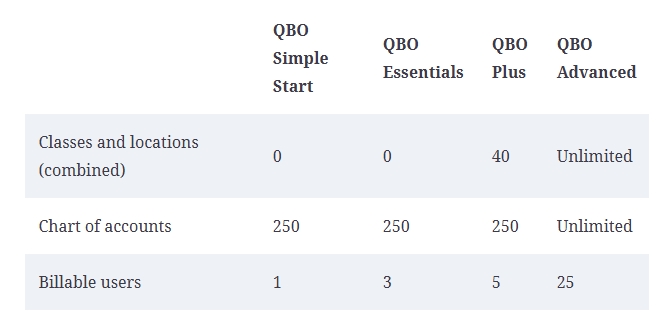 QBO Simple Start QBO Essentials QBO Plus QBO Advanced
Classes and locations (combined) 0 0 40 Unlimited
Chart of accounts 250 250 250 Unlimited
Billable users 1 3 5 25